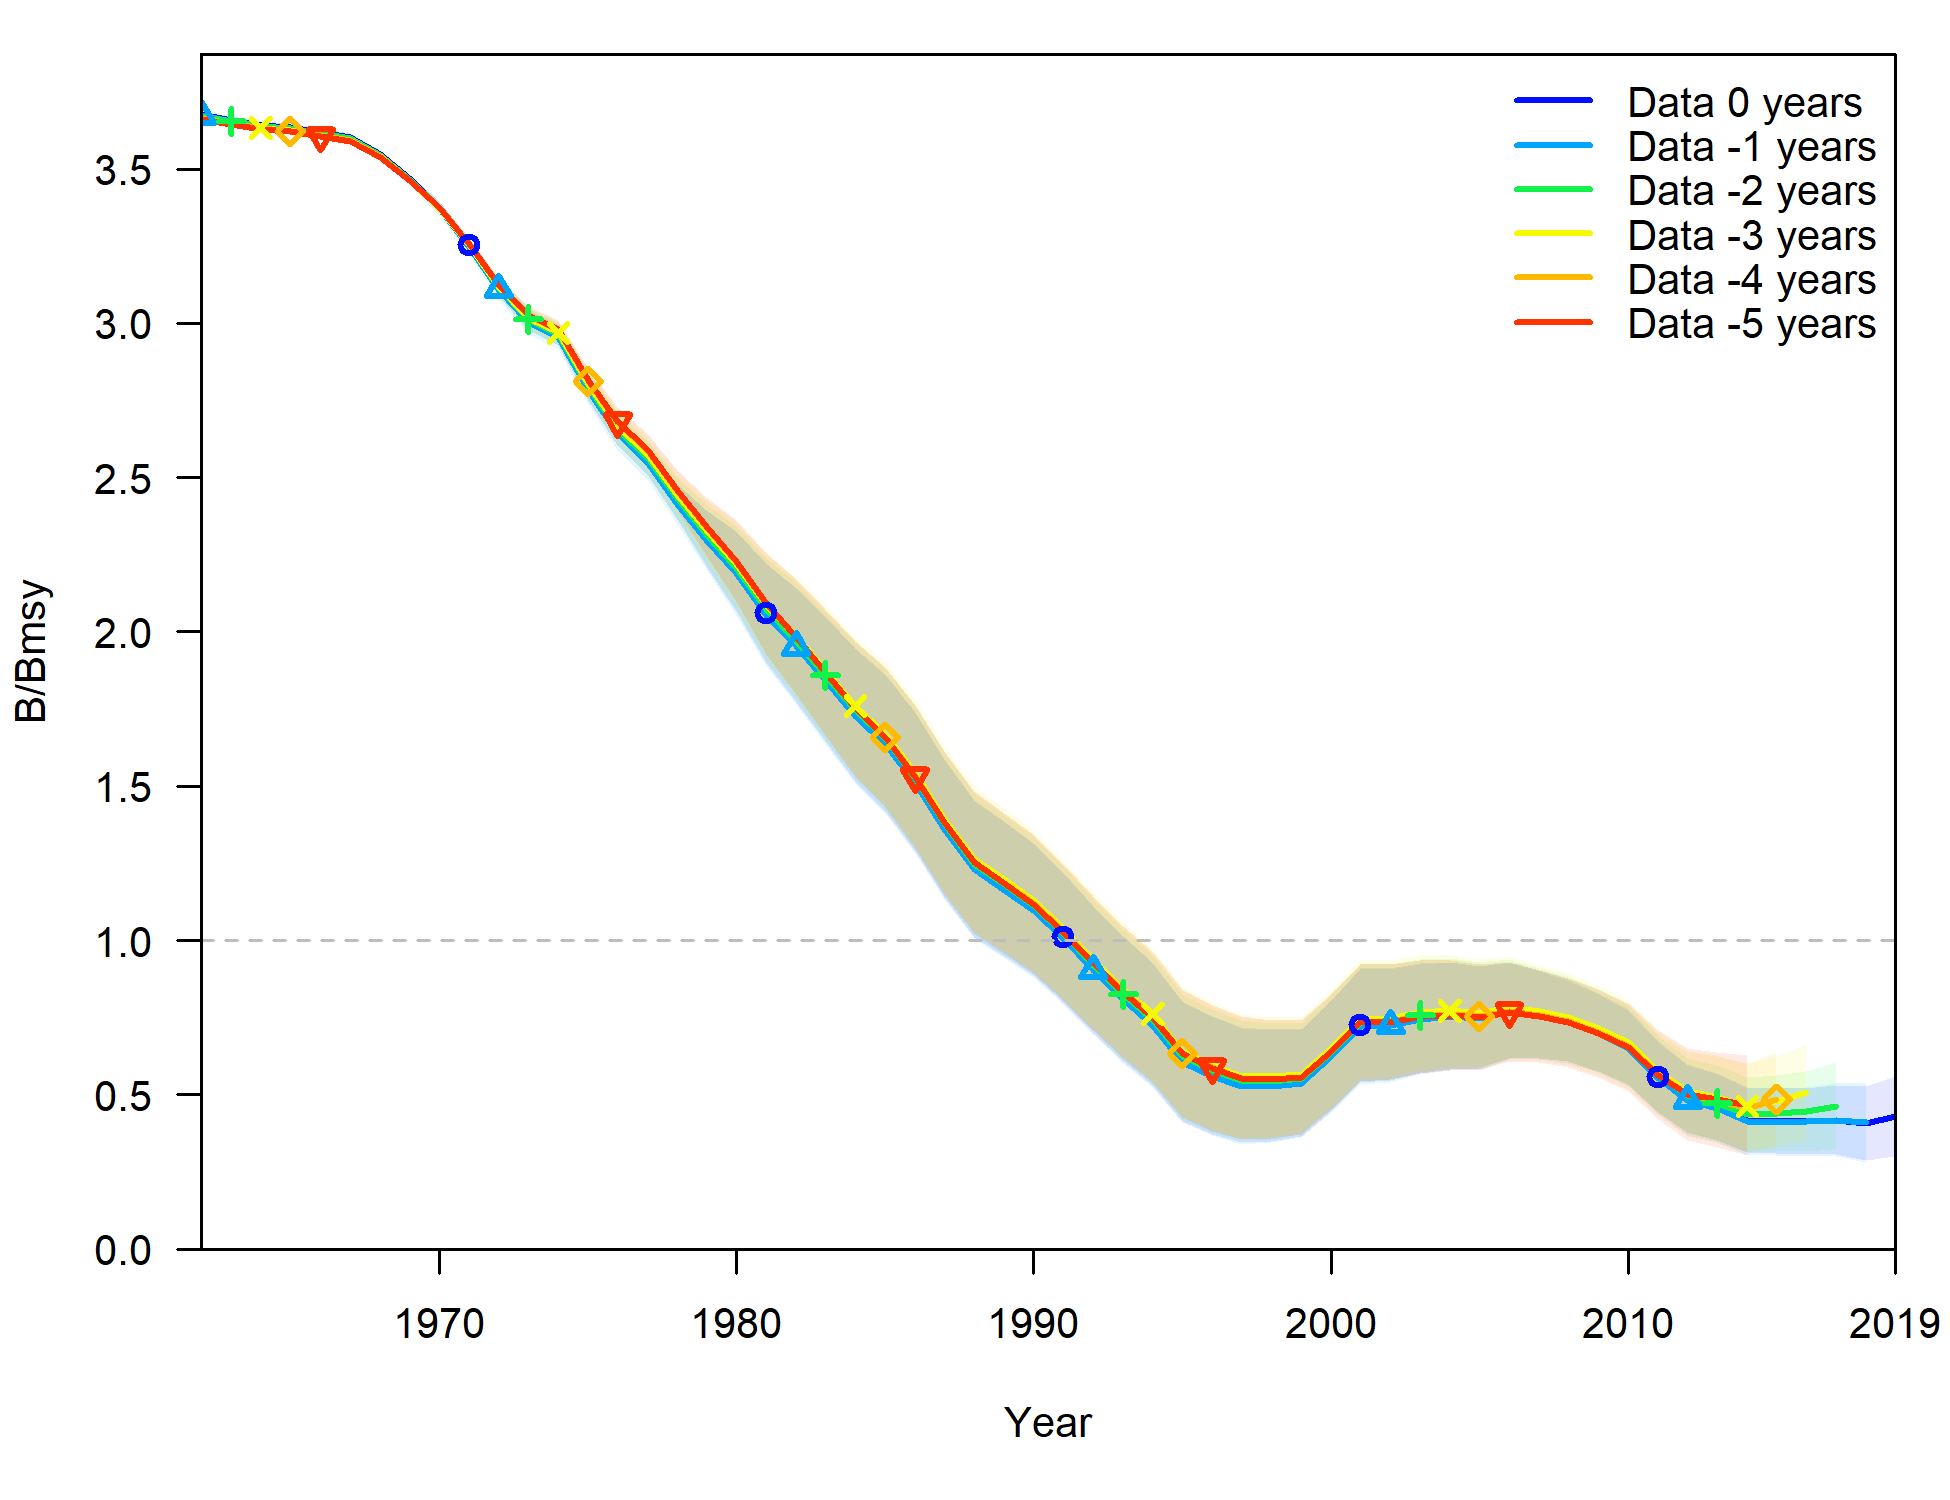 Data 0 years
Data -1 years
Data -2 years
Data -3 years
Data -4 years
Data -5 years
3.5
3.0
2.5
2.0
1.5
1.0
0.5
0.0
B/Bmsy
1970 1980 1990 2000 2010 2019
Year